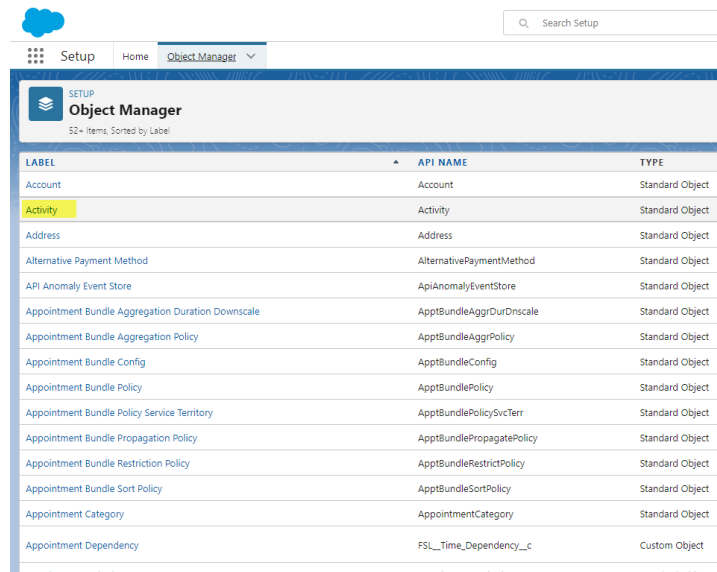 Search Setup
Setup Home Object Manager
SETUP
Object Manager
52+ Items, Sorted by Label
LABEL API NAME TYPE
Account Account Standard Object
Activity Activity Standard Object
Address Address Standard Object
Alternative Payment Method AlternativePaymentMethod Standard Object
API Anomaly Event Store ApiAnomalyEventStore Standard Object
Appointment Bundle Aggregation Duration Downscale ApptBundleAggrDurDnscale Standard Object
Appointment Bundle Aggregation Policy ApptBundleAggrPolicy Standard Object
Appointment Bundle Config ApptBundleConfig Standard Object
Appointment Bundle Policy ApptBundlePolicy Standard Object
Appointment Bundle Policy Service Territory ApptBundlePolicySvcTerr Standard Object
Appointment Bundle Propagation Policy ApptBundlePropagatePolicy Standard Object
Appointment Bundle Restriction Policy ApptBundleRestrictPolicy Standard Object
Appointment Bundle Sort Policy ApptBundleSortPolicy Standard Object
Appointment Category AppointmentCategory Standard Object
Appointment Dependency FSL__Time_Dependency__c Custom Object